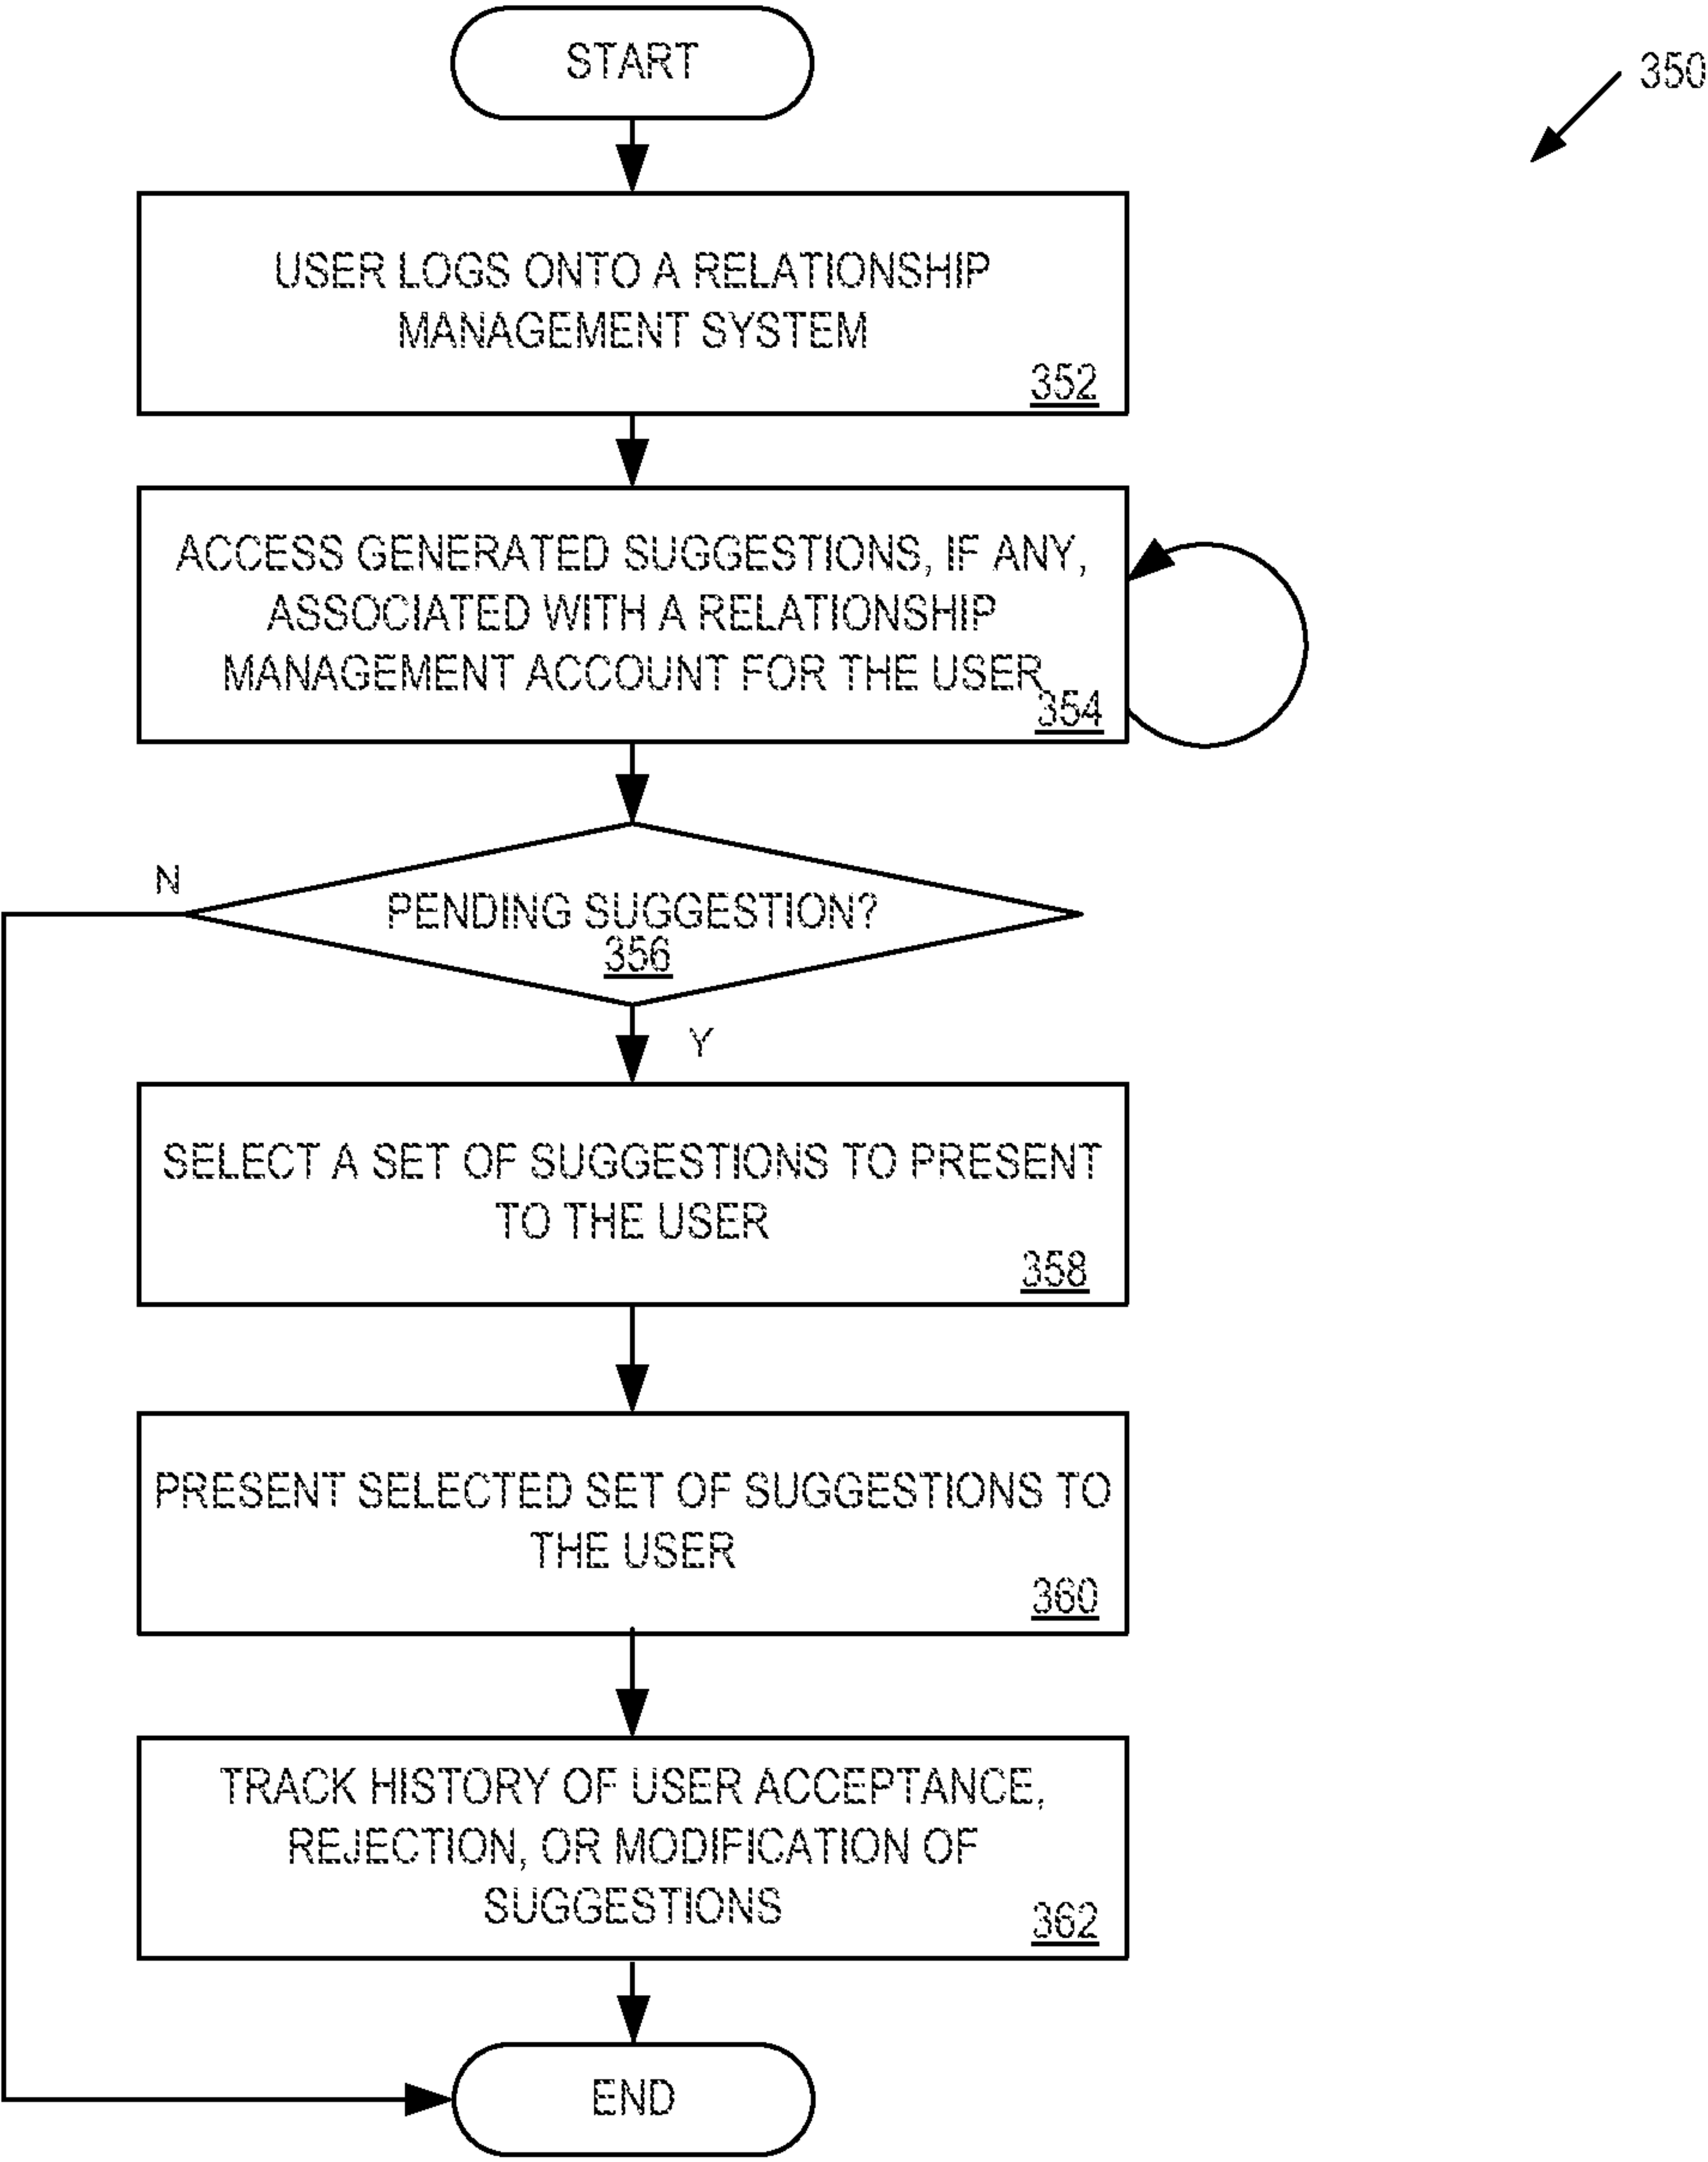 START
350
USER LOGS ONTO A RELATIONSHIP
MANAGEMENT SYSTEM
352
ACCESS GENERATED SUGGESTIONS, IF ANY,
ASSOCIATED WITH A RELATIONSHIP
MANAGEMENT ACCOUNT FOR THE USER
354
N
PENDING SUGGESTION?
356
Y
SELECT A SET OF SUGGESTIONS TO PRESENT
TO THE USER
358
PRESENT SELECTED SET OF SUGGESTIONS TO
THE USER
360
TRACK HISTORY OF USER ACCEPTANCE,
REJECTION, OR MODIFICATION OF
SUGGESTIONS
362
END